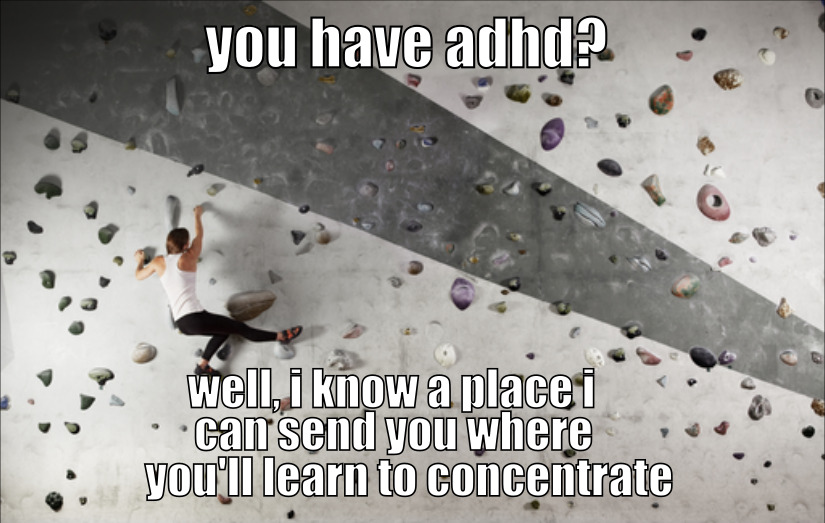 you have adhd?
well, i know a place i
can send you where
you'll learn to concentrate